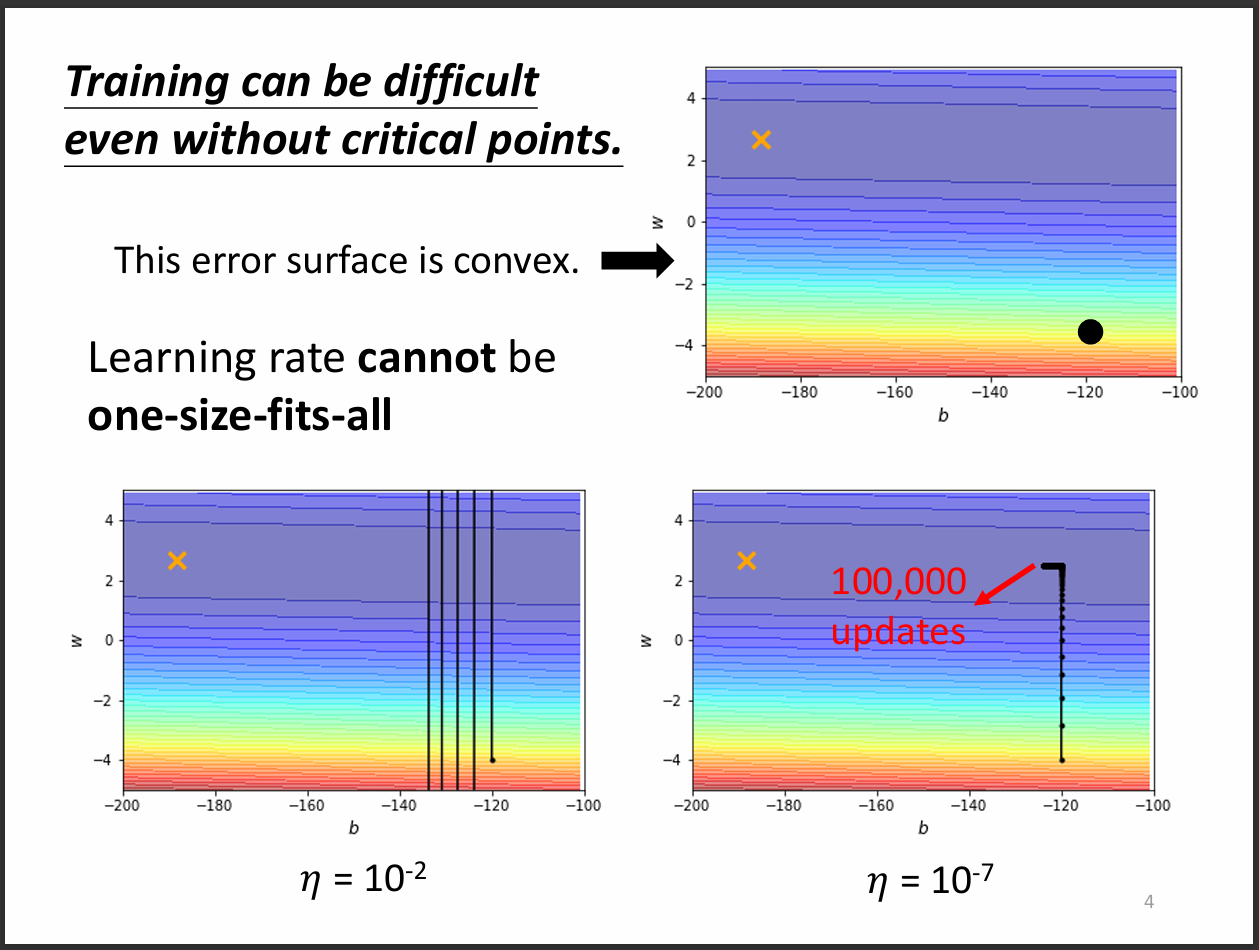 Training can be difficult
even without critical points.
This error surface is convex.
Learning rate cannot be
one-size-fits-all
4
2
0
−2
−4
w
−200 −180 −160 −140 −120 −100
b
4
2
0
−2
−4
w
−200 −180 −160 −140 −120 −100
b
η = 10⁻²
4
2
0
−2
−4
w
100,000
updates
−200 −180 −160 −140 −120 −100
b
η = 10⁻⁷
4